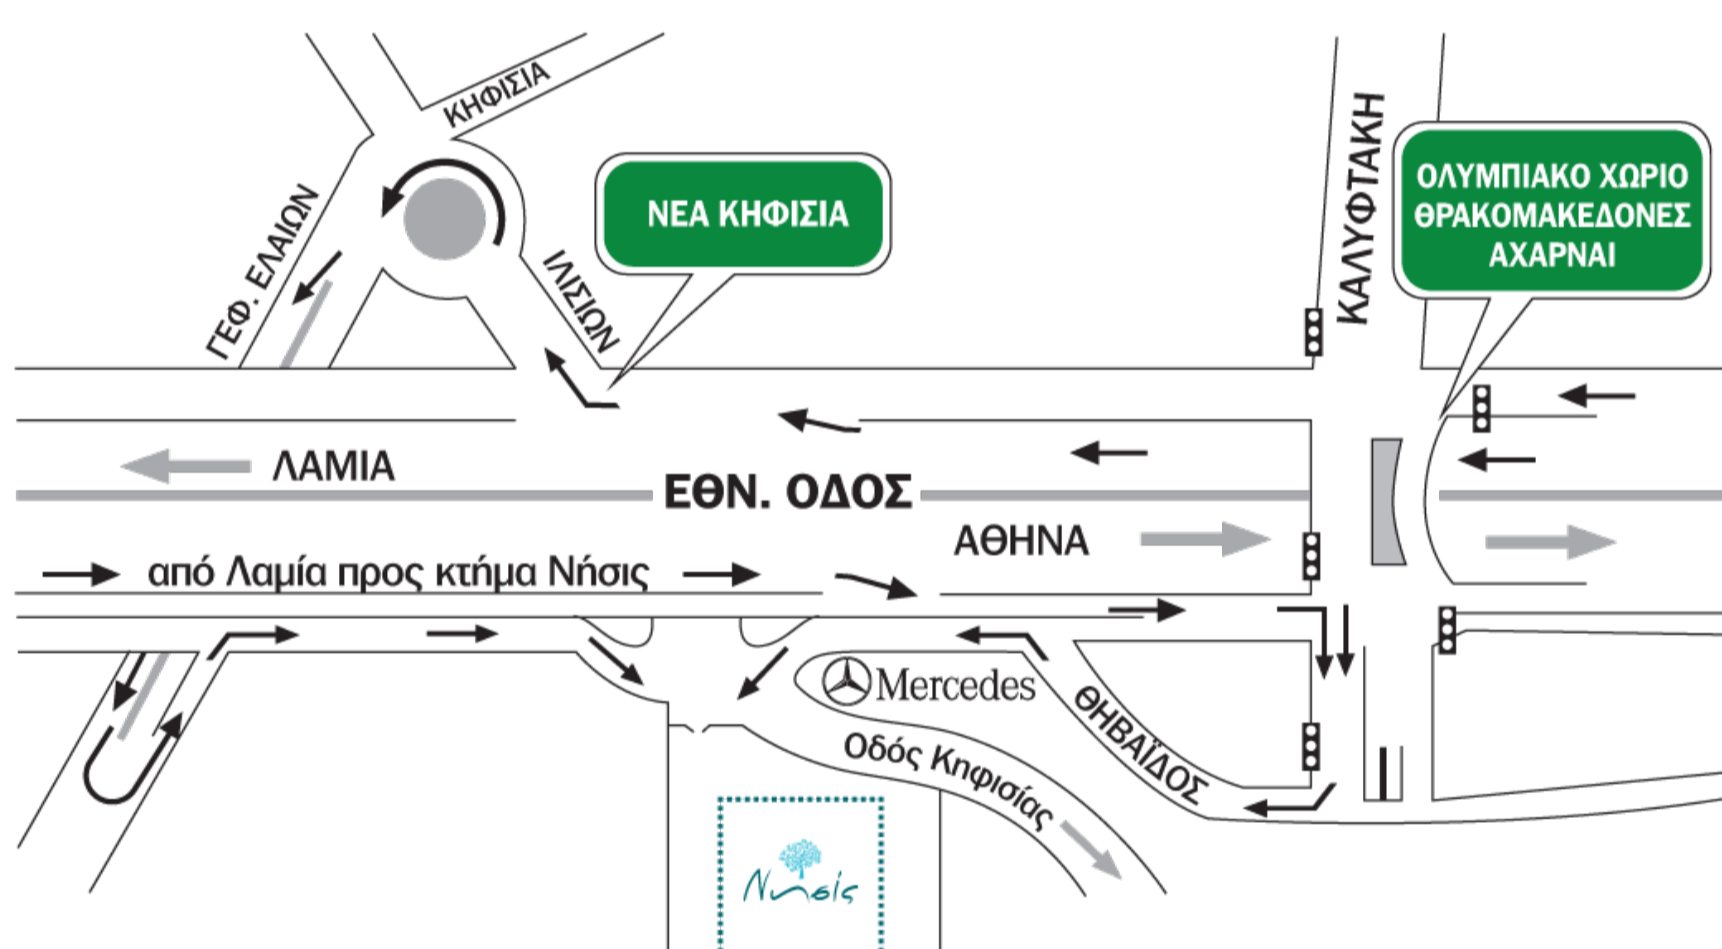 ΚΗΦΙΣΙΑ
ΚΑΛΥΦΤΑΚΗ
ΟΛΥΜΠΙΑΚΟ ΧΩΡΙΟ
ΘΡΑΚΟΜΑΚΕΔΟΝΕΣ
ΑΧΑΡΝΑΙ
ΝΕΑ ΚΗΦΙΣΙΑ
ΓΕΦ. ΕΛΑΙΩΝ
ΙΛΙΣΙΩΝ
ΛΑΜΙΑ
ΕΘΝ. ΟΔΟΣ
ΑΘΗΝΑ
από Λαμία προς κτήμα Νήσις
Mercedes
ΘΗΒΑΪΔΟΣ
Οδός Κηφισίας
Νησίς